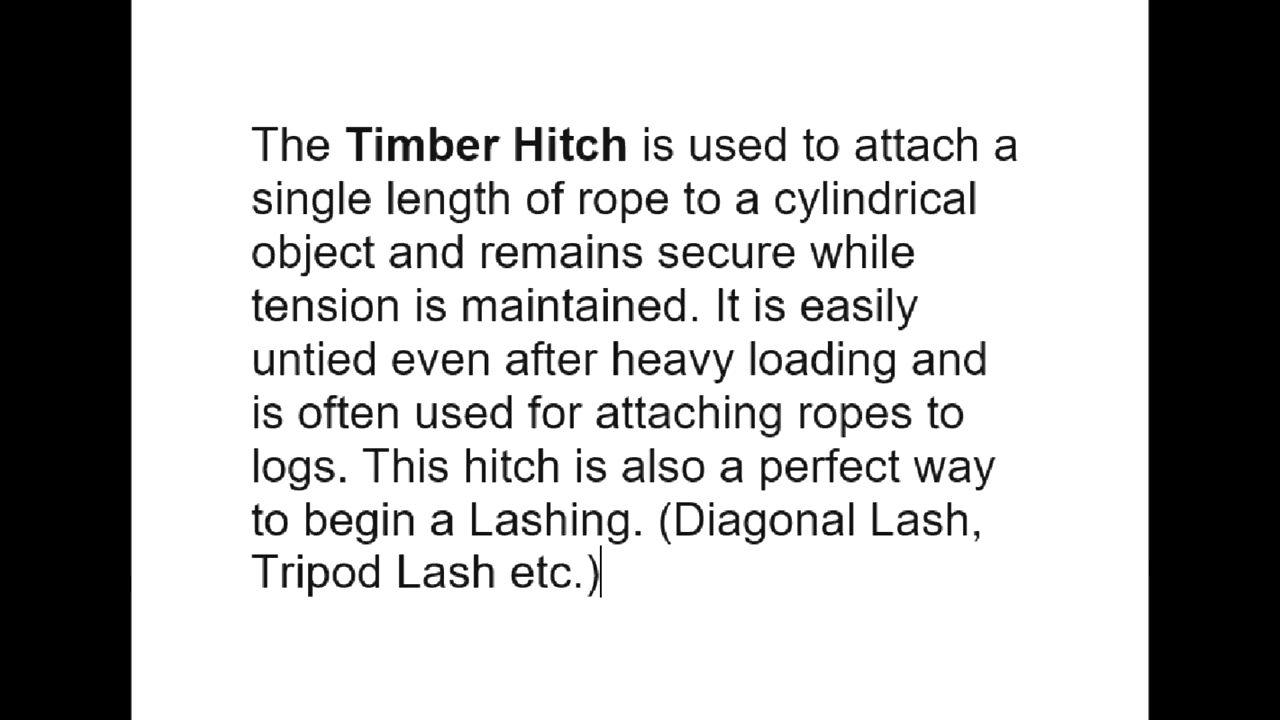 The Timber Hitch is used to attach a
single length of rope to a cylindrical
object and remains secure while
tension is maintained. It is easily
untied even after heavy loading and
is often used for attaching ropes to
logs. This hitch is also a perfect way
to begin a Lashing. (Diagonal Lash,
Tripod Lash etc.)